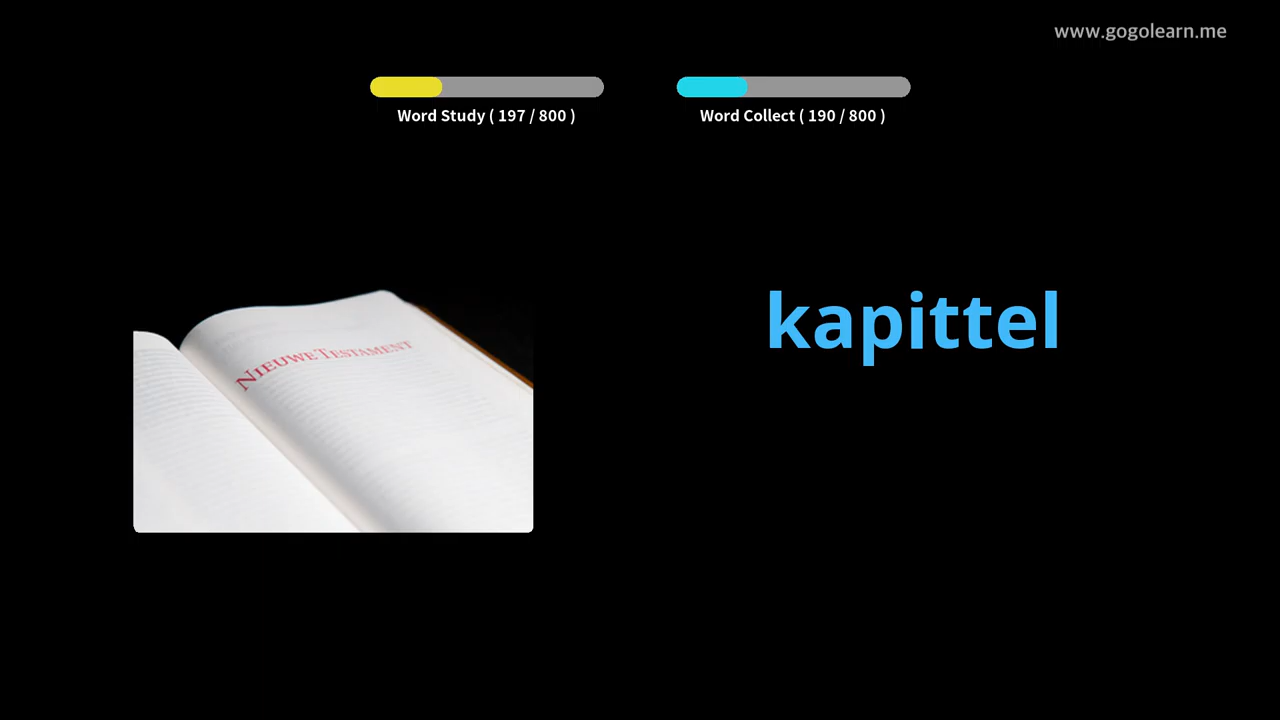 www.gogolearn.me
Word Study ( 197 / 800 )
Word Collect ( 190 / 800 )
kapittel
NIEUWE TESTAMENT